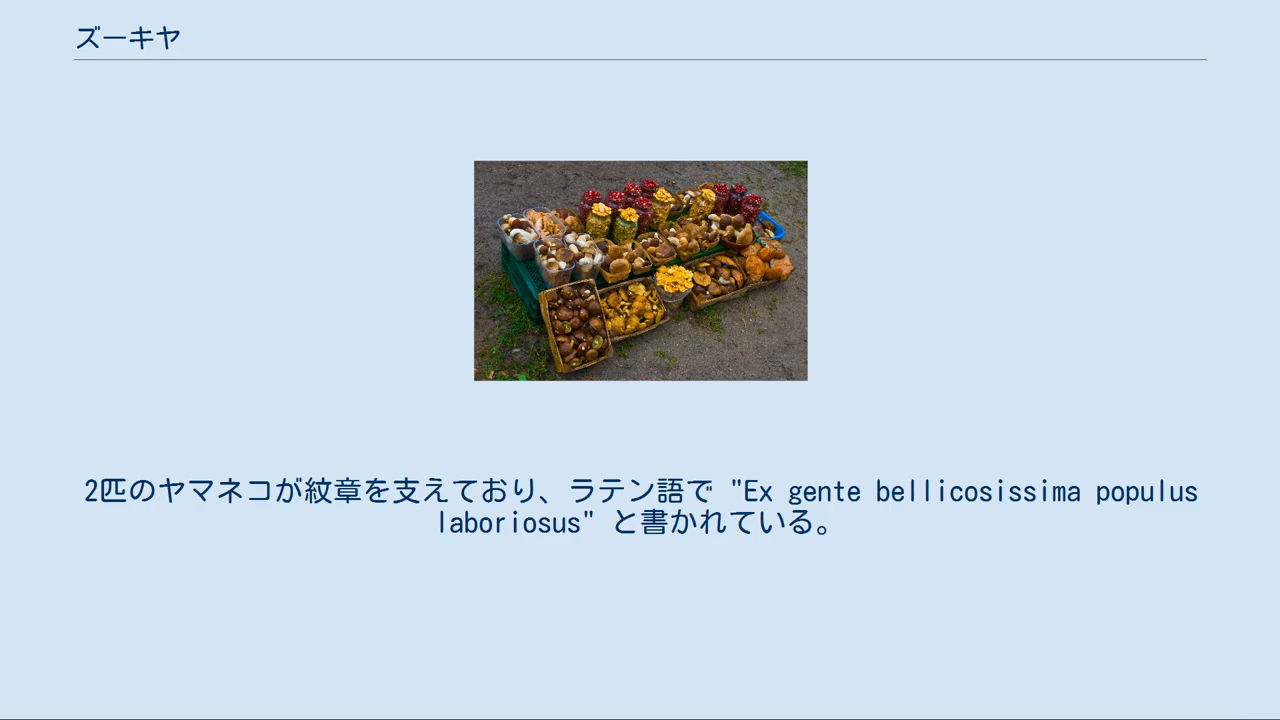 ズーキヤ
2匹のヤマネコが紋章を支えており、ラテン語で "Ex gente bellicosissima populus
laboriosus" と書かれている。